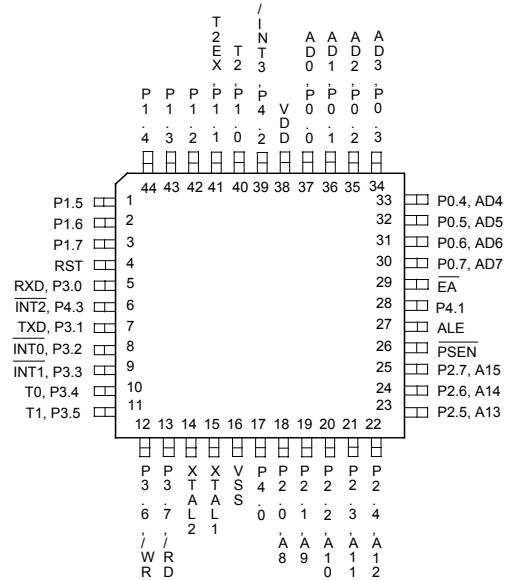 P1.4
P1.3
P1.2
T2EX,P1.1
T2,P1.0
/INT3,P4.2
VDD
AD0,P0.0
AD1,P0.1
AD2,P0.2
AD3,P0.3
44 43 42 41 40 39 38 37 36 35 34
P1.5 1
P1.6 2
P1.7 3
RST 4
RXD, P3.0 5
INT2, P4.3 6
TXD, P3.1 7
INT0, P3.2 8
INT1, P3.3 9
T0, P3.4 10
T1, P3.5 11
33 P0.4, AD4
32 P0.5, AD5
31 P0.6, AD6
30 P0.7, AD7
29 EA
28 P4.1
27 ALE
26 PSEN
25 P2.7, A15
24 P2.6, A14
23 P2.5, A13
12 13 14 15 16 17 18 19 20 21 22
P3.6,/WR
P3.7,/RD
XTAL2
XTAL1
VSS
P4.0
P2.0,A8
P2.1,A9
P2.2,A10
P2.3,A11
P2.4,A12